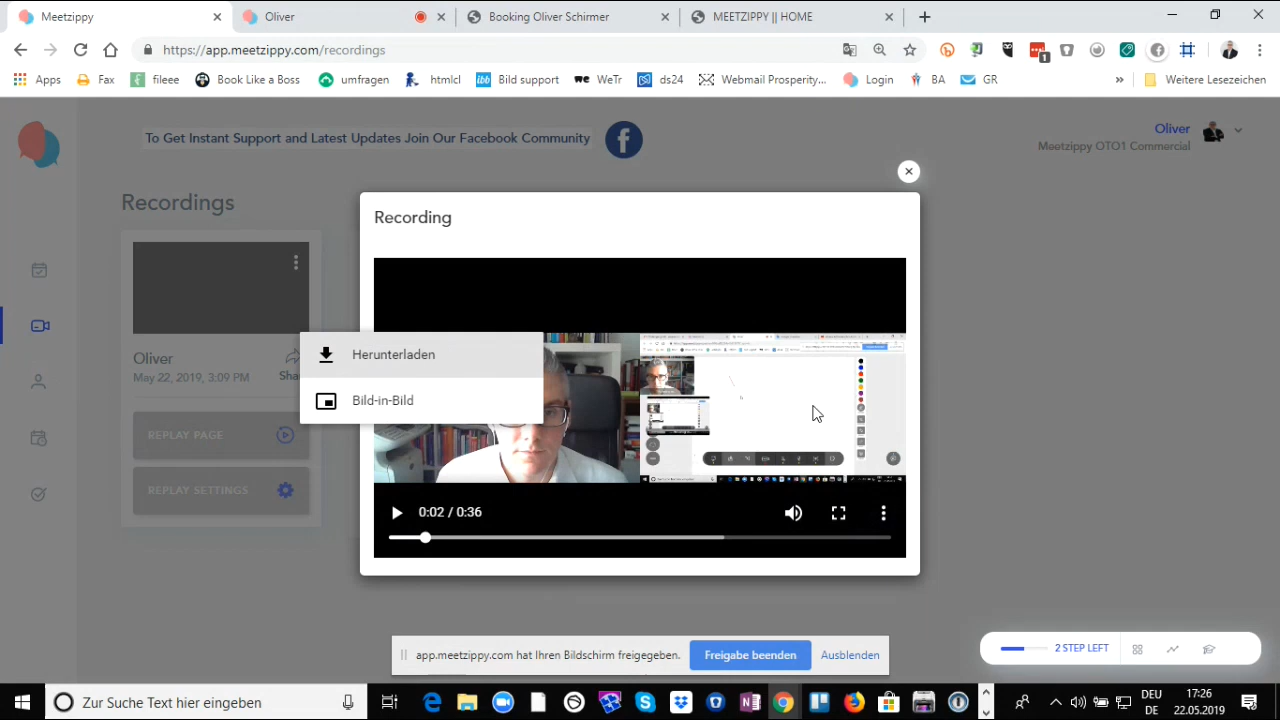 Meetzippy
Oliver
Booking Oliver Schirmer
MEETZIPPY || HOME
https://app.meetzippy.com/recordings
1
Apps
Fax
fileee
Book Like a Boss
umfragen
htmlcl
Bild support
WeTr
ds24
Webmail Prosperity...
Login
BA
GR
»
Weitere Lesezeichen
To Get Instant Support and Latest Updates Join Our Facebook Community
Oliver
Meetzippy OTO1 Commercial
Recordings
Recording
Oliver
May 22, 2019, 3:09 PM
Sha
Herunterladen
Bild-in-Bild
REPLAY PAGE
REPLAY SETTINGS
0:02 / 0:36
app.meetzippy.com hat Ihren Bildschirm freigegeben.
Freigabe beenden
Ausblenden
2 STEP LEFT
Zur Suche Text hier eingeben
DEU
DE
17:26
22.05.2019